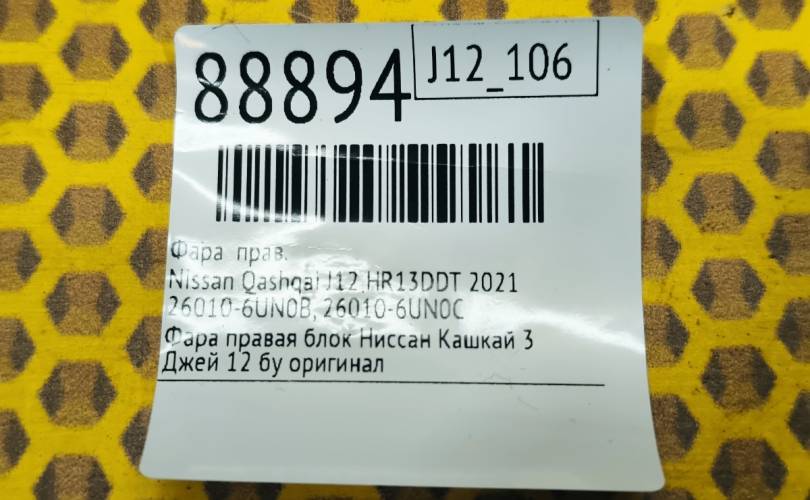 88894
J12_106
Фара прав.
Nissan Qashqai J12 HR13DDT 2021
26010-6UN0B, 26010-6UN0C
Фара правая блок Ниссан Кашкай 3
Джей 12 бу оригинал